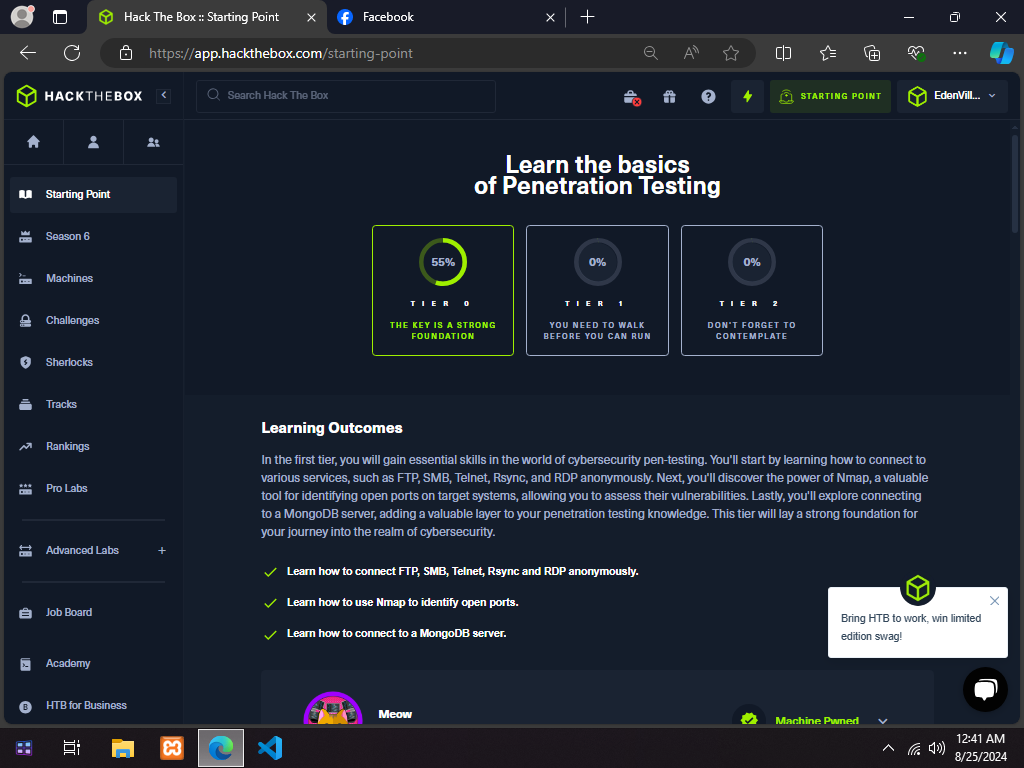 Hack The Box :: Starting Point
Facebook
https://app.hackthebox.com/starting-point
HACKTHEBOX
Search Hack The Box
STARTING POINT
EdenVill...
Starting Point
Season 6
Machines
Challenges
Sherlocks
Tracks
Rankings
Pro Labs
Advanced Labs
+
Job Board
Academy
HTB for Business
Learn the basics
of Penetration Testing
55%
TIER 0
THE KEY IS A STRONG
FOUNDATION
0%
TIER 1
YOU NEED TO WALK
BEFORE YOU CAN RUN
0%
TIER 2
DON'T FORGET TO
CONTEMPLATE
Learning Outcomes
In the first tier, you will gain essential skills in the world of cybersecurity pen-testing. You'll start by learning how to connect to
various services, such as FTP, SMB, Telnet, Rsync, and RDP anonymously. Next, you'll discover the power of Nmap, a valuable
tool for identifying open ports on target systems, allowing you to assess their vulnerabilities. Lastly, you'll explore connecting
to a MongoDB server, adding a valuable layer to your penetration testing knowledge. This tier will lay a strong foundation for
your journey into the realm of cybersecurity.
Learn how to connect FTP, SMB, Telnet, Rsync and RDP anonymously.
Learn how to use Nmap to identify open ports.
Learn how to connect to a MongoDB server.
Meow
Machine Pwned
Bring HTB to work, win limited
edition swag!
12:41 AM
8/25/2024